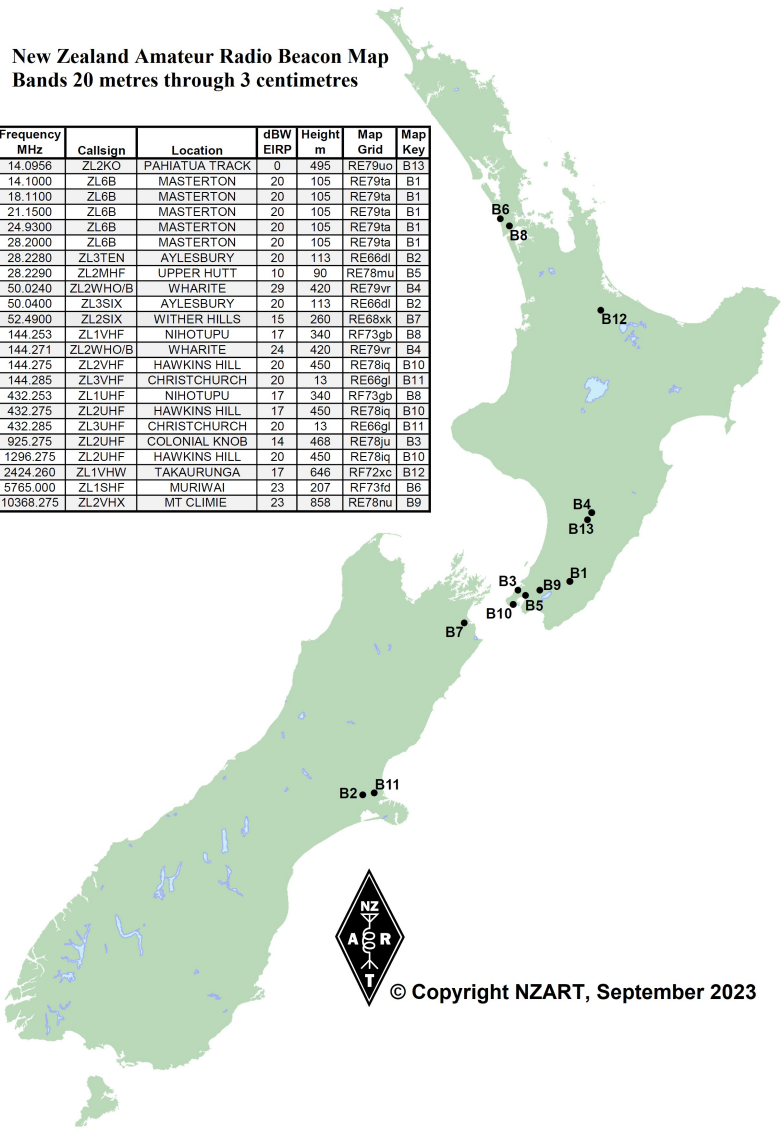 New Zealand Amateur Radio Beacon Map
Bands 20 metres through 3 centimetres
Frequency MHz Callsign Location dBW EIRP Height m Map Grid Map Key
14.0956 ZL2KO PAHIATUA TRACK 0 495 RE79uo B13
14.1000 ZL6B MASTERTON 20 105 RE79ta B1
18.1100 ZL6B MASTERTON 20 105 RE79ta B1
21.1500 ZL6B MASTERTON 20 105 RE79ta B1
24.9300 ZL6B MASTERTON 20 105 RE79ta B1
28.2000 ZL6B MASTERTON 20 105 RE79ta B1
28.2280 ZL3TEN AYLESBURY 20 113 RE66dl B2
28.2290 ZL2MHF UPPER HUTT 10 90 RE78mu B5
50.0240 ZL2WHO/B WHARITE 29 420 RE79vr B4
50.0400 ZL3SIX AYLESBURY 20 113 RE66dl B2
52.4900 ZL2SIX WITHER HILLS 15 260 RE68xk B7
144.253 ZL1VHF NIHOTUPU 17 340 RF73gb B8
144.271 ZL2WHO/B WHARITE 24 420 RE79vr B4
144.275 ZL2VHF HAWKINS HILL 20 450 RE78iq B10
144.285 ZL3VHF CHRISTCHURCH 20 13 RE66gl B11
432.253 ZL1UHF NIHOTUPU 17 340 RF73gb B8
432.275 ZL2UHF HAWKINS HILL 17 450 RE78iq B10
432.285 ZL3UHF CHRISTCHURCH 20 13 RE66gl B11
925.275 ZL2UHF COLONIAL KNOB 14 468 RE78ju B3
1296.275 ZL2UHF HAWKINS HILL 20 450 RE78iq B10
2424.260 ZL1VHW TAKAURUNGA 17 646 RF72xc B12
5765.000 ZL1SHF MURIWAI 23 207 RF73fd B6
10368.275 ZL2VHX MT CLIMIE 23 858 RE78nu B9
B6
B8
B12
B4
B13
B1
B3
B9
B5
B10
B7
B2
B11
NZ
A R
T
© Copyright NZART, September 2023